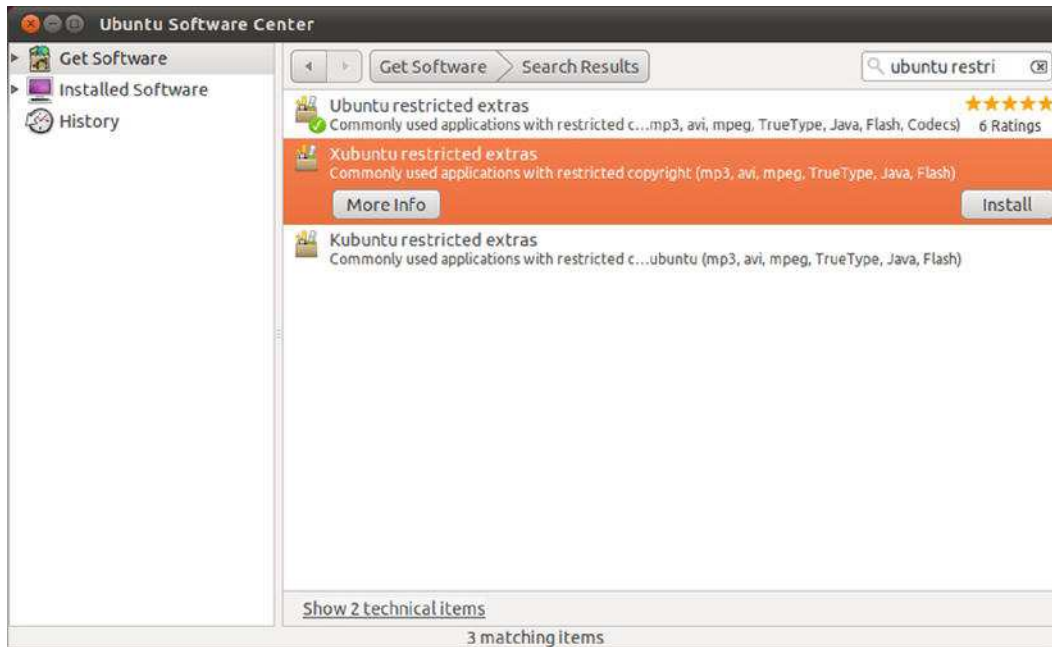 Ubuntu Software Center
Get Software
Installed Software
History
Get Software Search Results ubuntu restri
Ubuntu restricted extras
Commonly used applications with restricted c...mp3, avi, mpeg, TrueType, Java, Flash, Codecs) 6 Ratings
Xubuntu restricted extras
Commonly used applications with restricted copyright (mp3, avi, mpeg, TrueType, Java, Flash)
More Info Install
Kubuntu restricted extras
Commonly used applications with restricted c...ubuntu (mp3, avi, mpeg, TrueType, Java, Flash)
Show 2 technical items
3 matching items